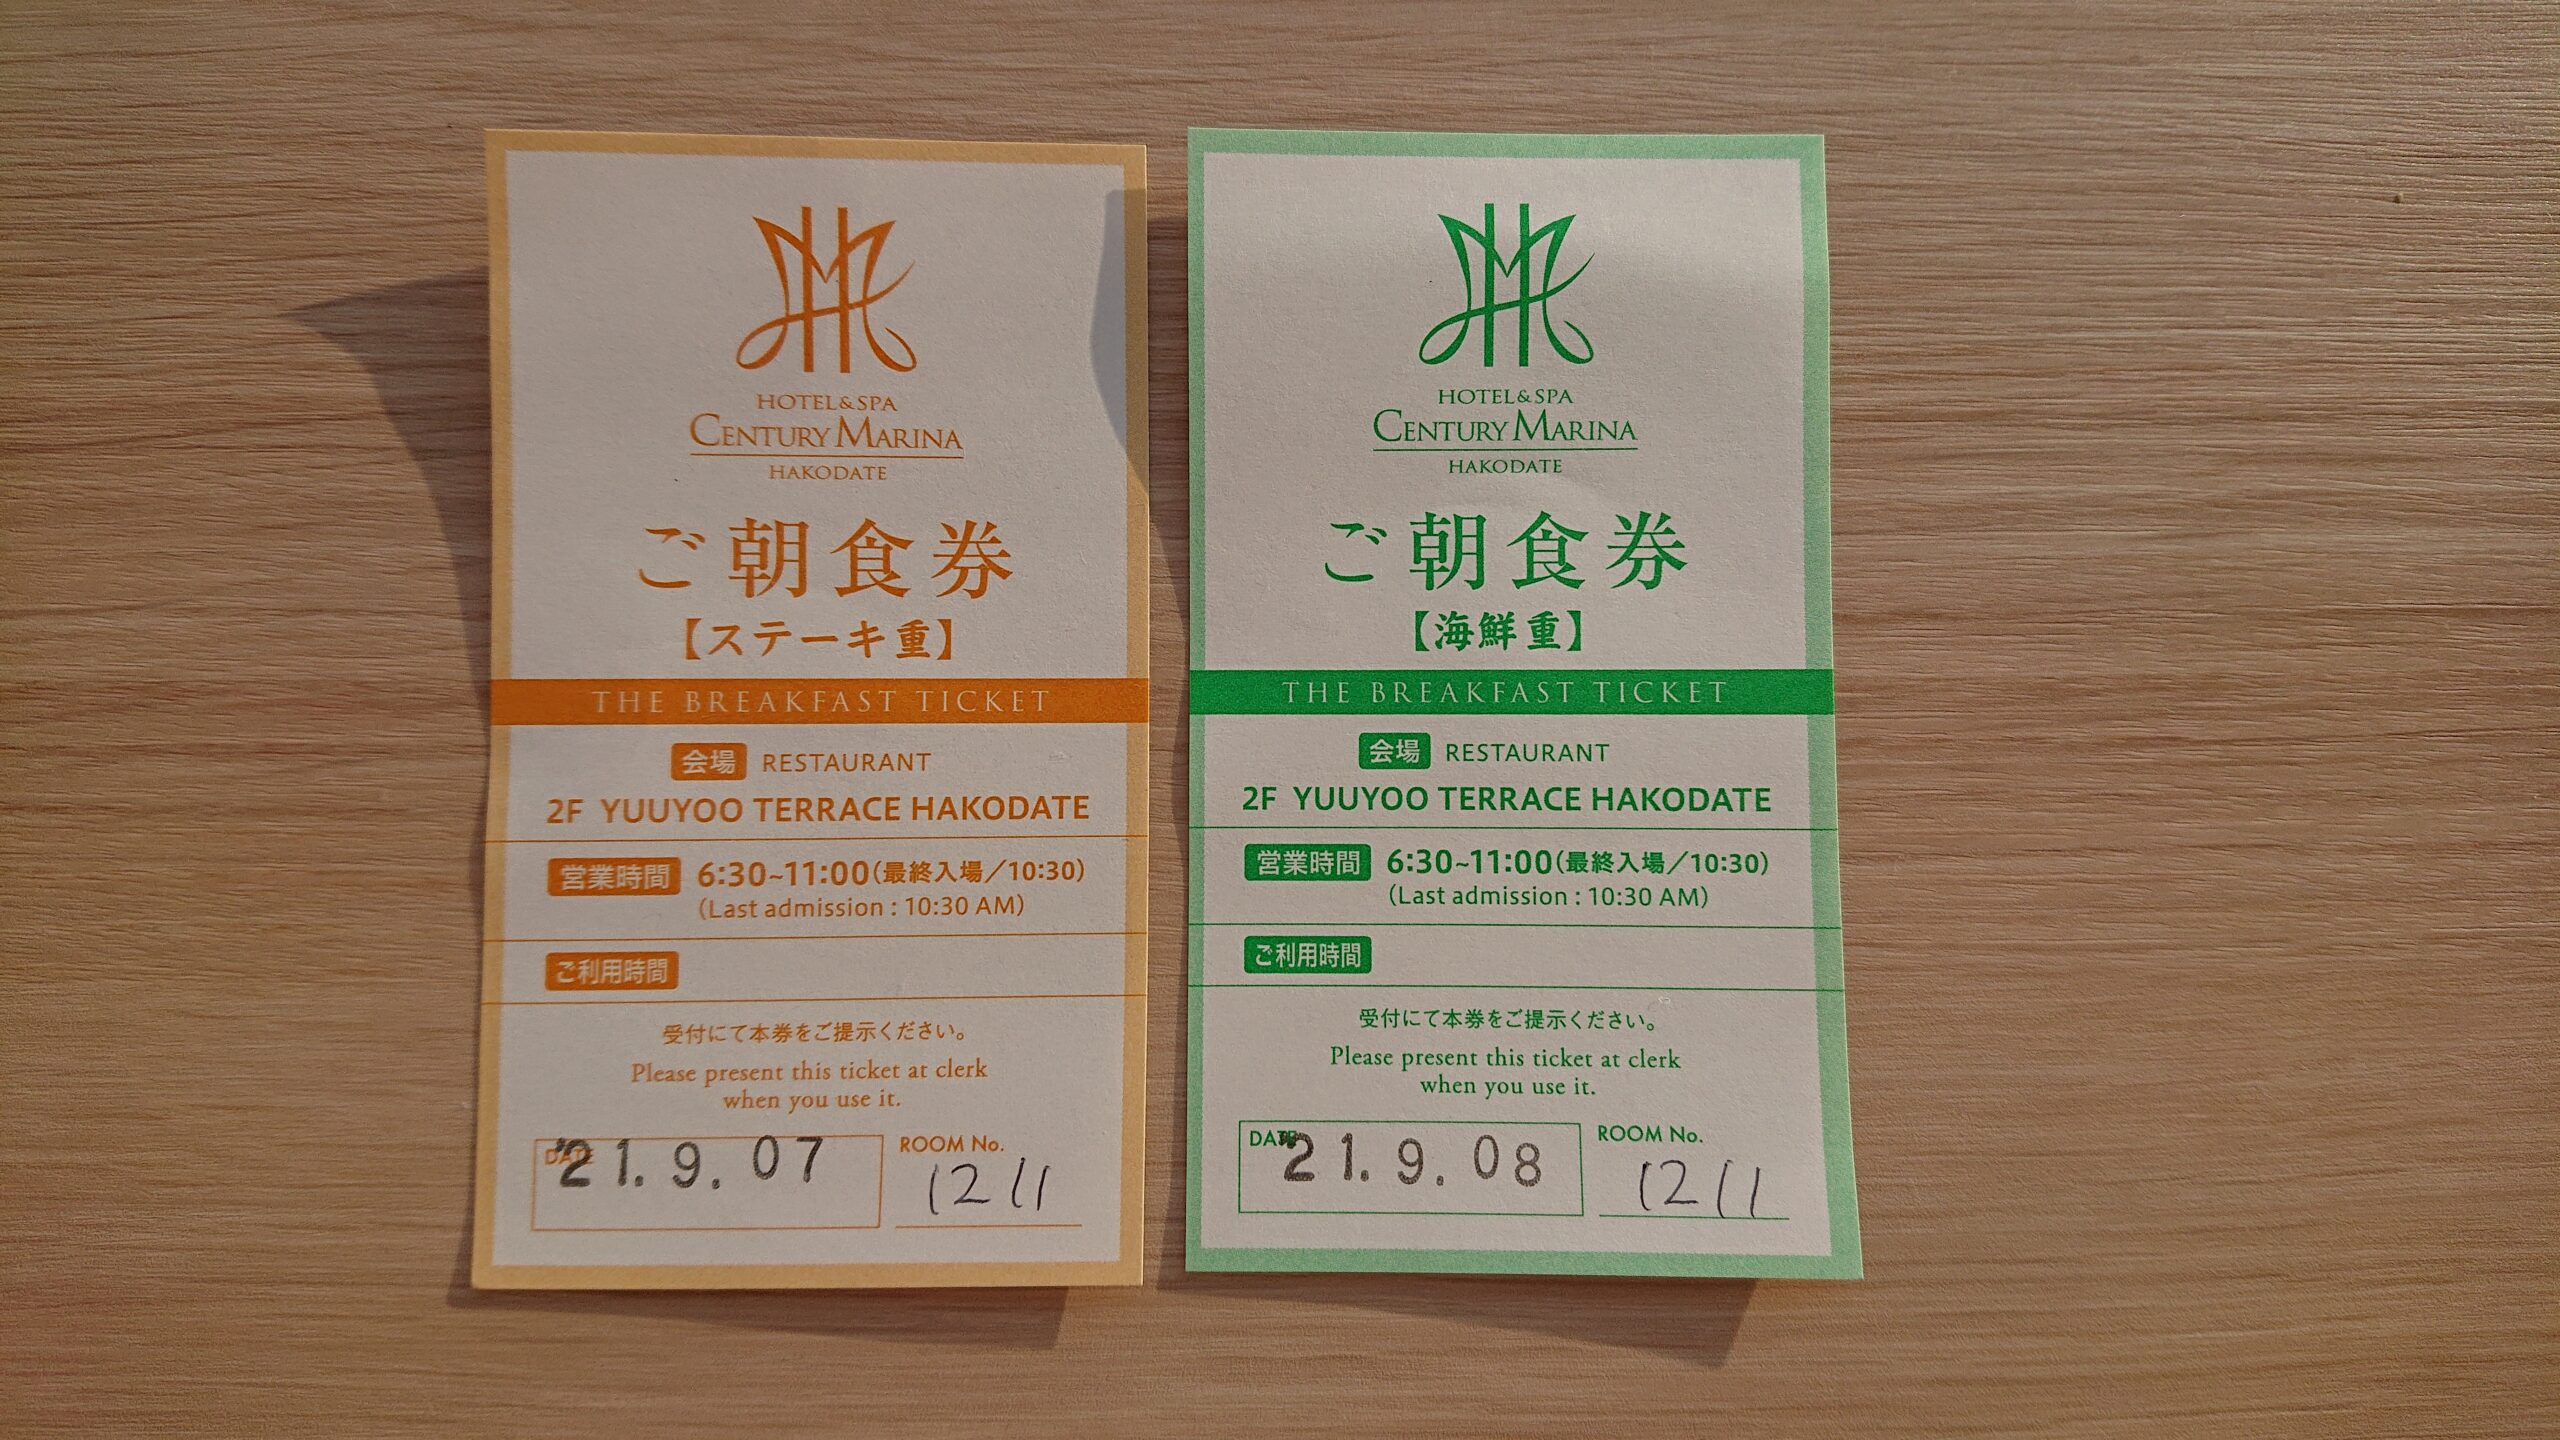 HOTEL&SPA
CENTURY MARINA
HAKODATE
ご朝食券
【ステーキ重】
THE BREAKFAST TICKET
会場 RESTAURANT
2F YUUYOO TERRACE HAKODATE
営業時間 6:30~11:00(最終入場/10:30)
(Last admission : 10:30 AM)
ご利用時間
受付にて本券をご提示ください。
Please present this ticket at clerk
when you use it.
DATE '21.9.07
ROOM No.
1211
HOTEL&SPA
CENTURY MARINA
HAKODATE
ご朝食券
【海鮮重】
THE BREAKFAST TICKET
会場 RESTAURANT
2F YUUYOO TERRACE HAKODATE
営業時間 6:30~11:00(最終入場/10:30)
(Last admission : 10:30 AM)
ご利用時間
受付にて本券をご提示ください。
Please present this ticket at clerk
when you use it.
DATE '21.9.08
ROOM No.
1211